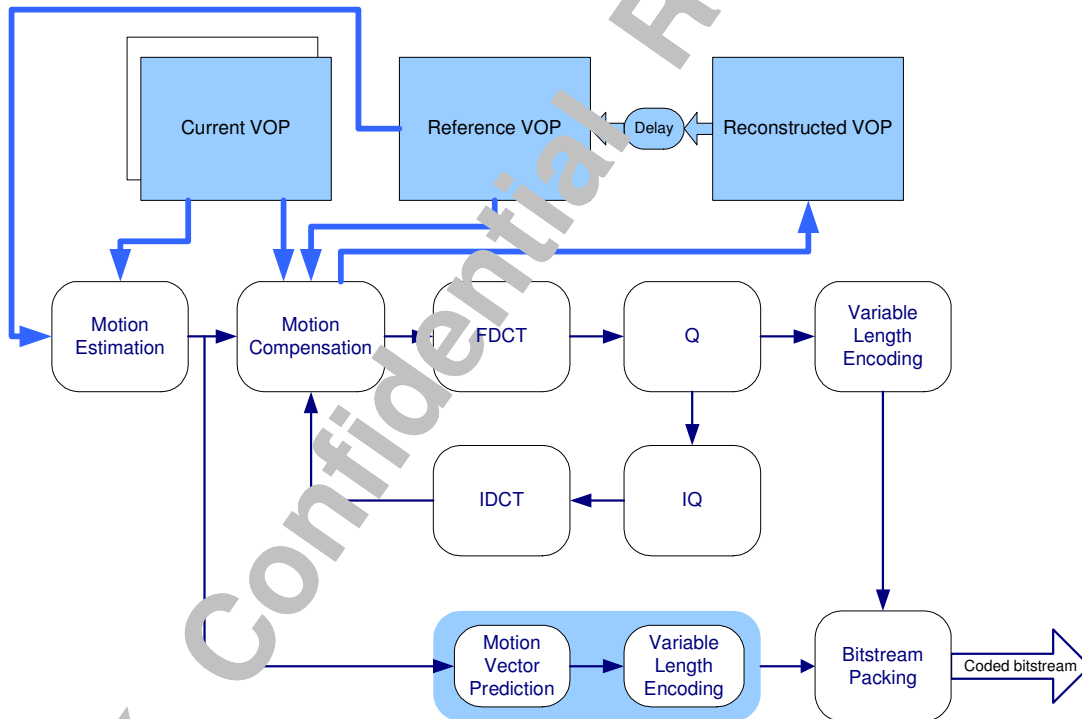 Current VOP
Reference VOP
Delay
Reconstructed VOP
Motion
Estimation
Motion
Compensation
FDCT
Q
Variable
Length
Encoding
IDCT
IQ
Motion
Vector
Prediction
Variable
Length
Encoding
Bitstream
Packing
Coded bitstream
Confidential